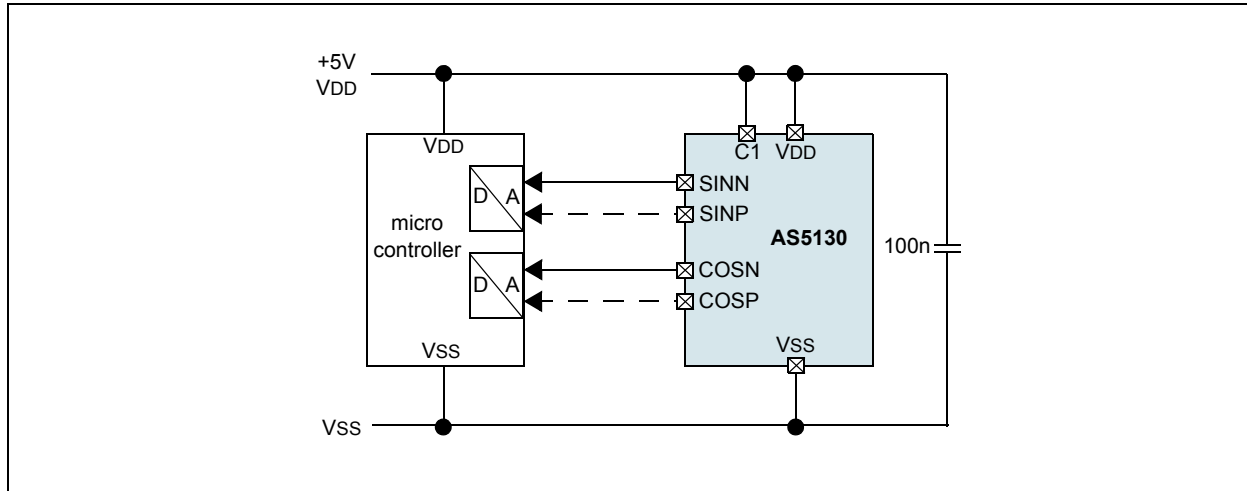 +5V
VDD
VDD
C1 VDD
SINN
D A
SINP
micro
controller
AS5130
100n
COSN
D A
COSP
VSS
VSS
VSS